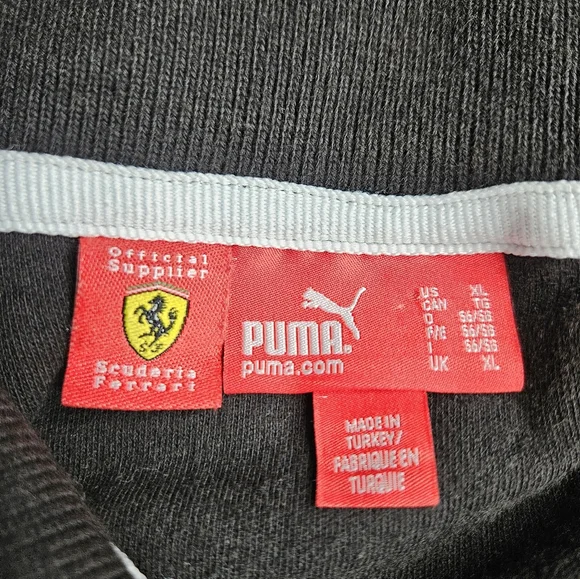 Official
Supplier
S F
Scuderia
Ferrari
PUMA®
puma.com
US XL
CAN TG
D 56/58
F/E 56/58
I 56/58
UK XL
MADE IN
TURKEY/
FABRIQUE EN
TURQUIE